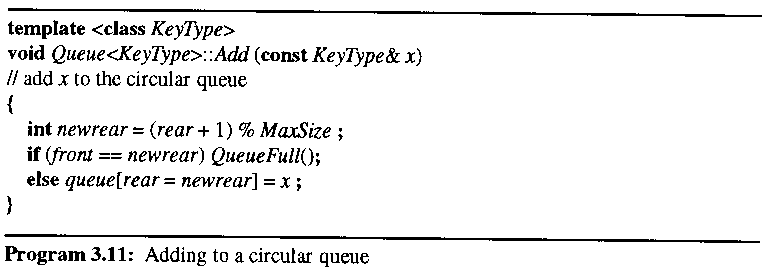 template <class KeyType>
void Queue<KeyType>::Add (const KeyType& x)
// add x to the circular queue
{
int newrear = (rear + 1) % MaxSize ;
if (front == newrear) QueueFull();
else queue[rear = newrear] = x ;
}
Program 3.11: Adding to a circular queue